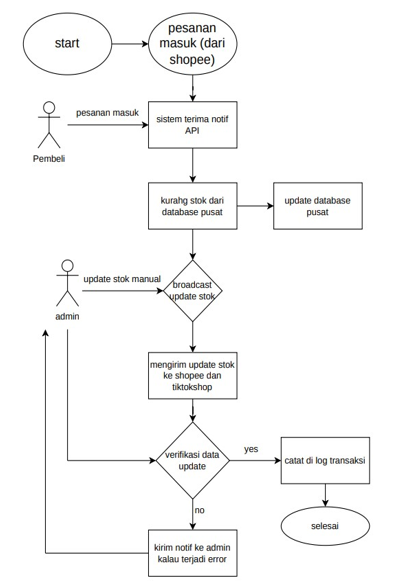 start
pesanan
masuk (dari
shopee)
pesanan masuk
Pembeli
sistem terima notif
API
kurahg stok dari
database pusat
update database
pusat
update stok manual
admin
broadcast
update stok
mengirim update stok
ke shopee dan
tiktokshop
verifikasi data
update
yes
catat di log transaksi
selesai
no
kirim notif ke admin
kalau terjadi error